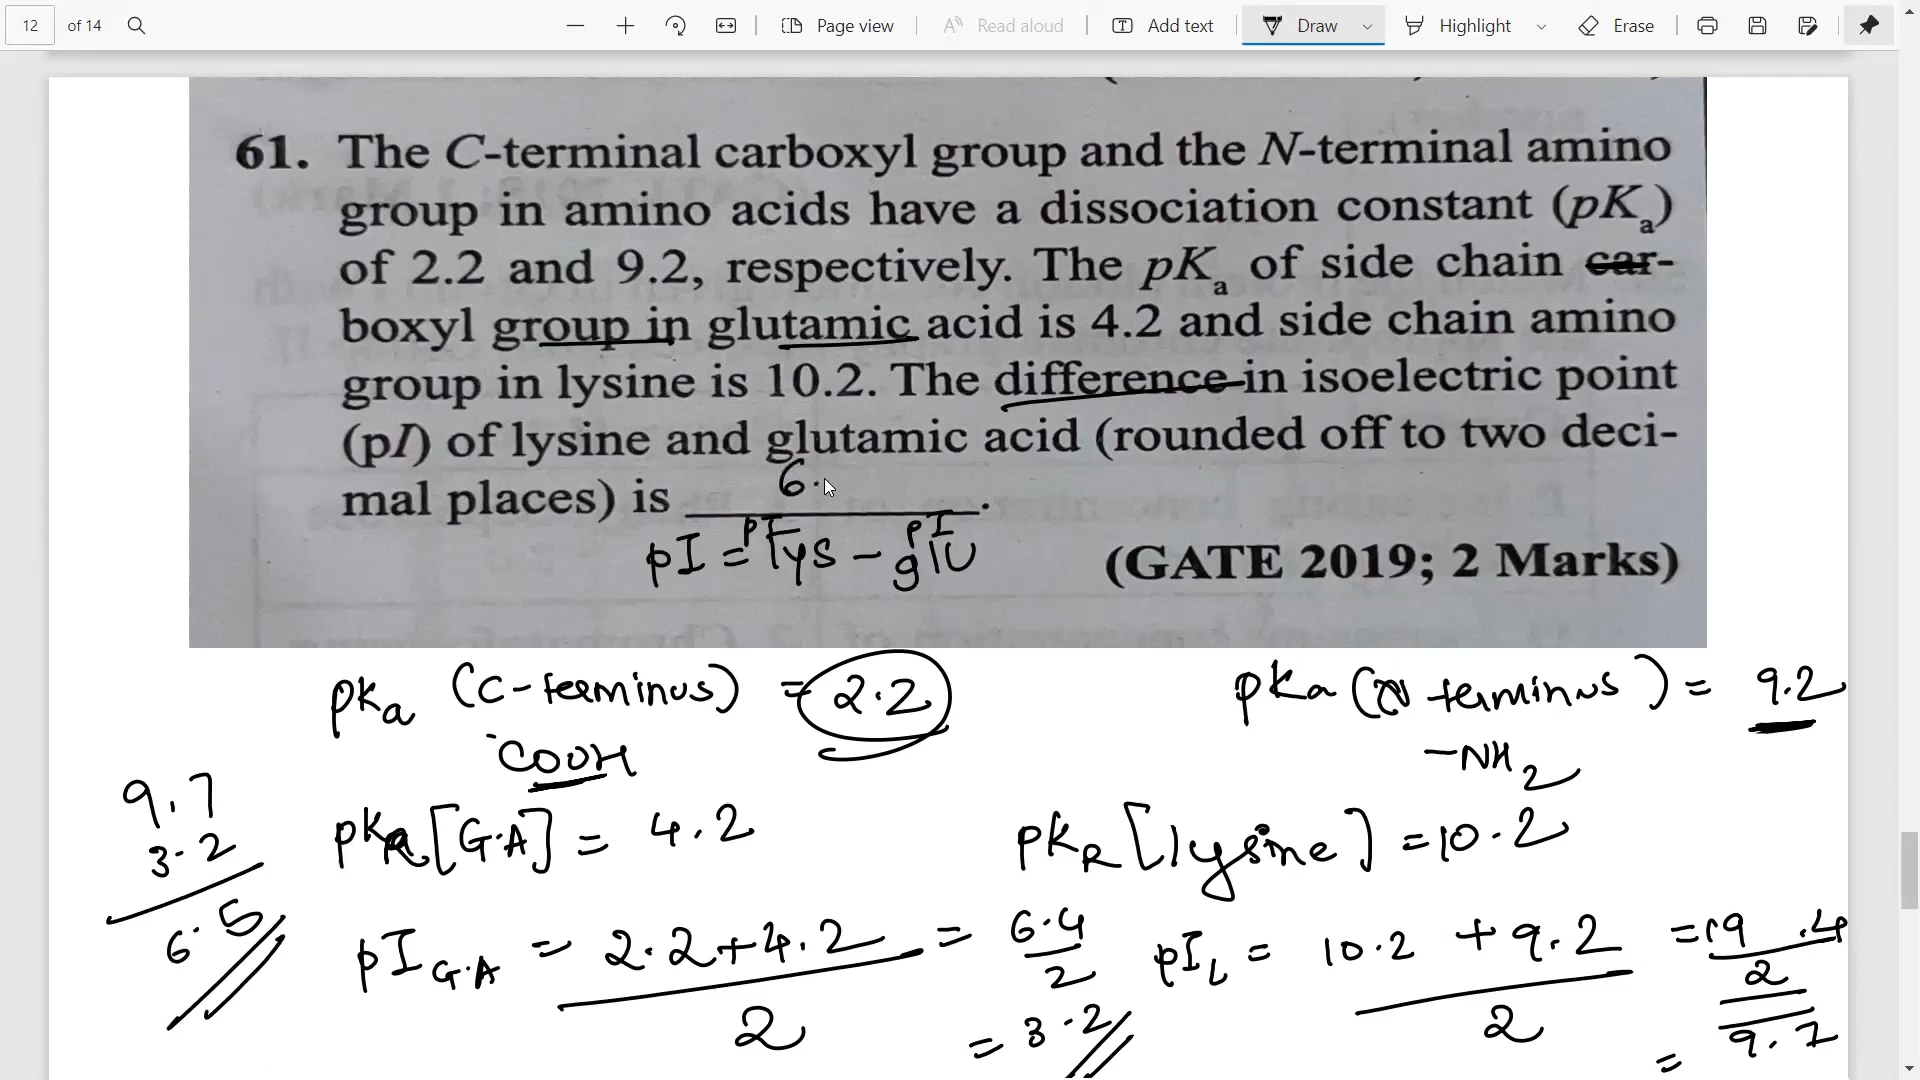 12 of 14 Page view Read aloud Add text Draw Highlight Erase
61. The C-terminal carboxyl group and the N-terminal amino
group in amino acids have a dissociation constant (pKa)
of 2.2 and 9.2, respectively. The pKa of side chain car-
boxyl group in glutamic acid is 4.2 and side chain amino
group in lysine is 10.2. The difference in isoelectric point
(pI) of lysine and glutamic acid (rounded off to two deci-
mal places) is 6. .
pI = pI lys - pI glu
(GATE 2019; 2 Marks)
pKa (C-terminus) = 2.2
COOH
pKa (N terminus) = 9.2
-NH2
9.7
3.2
6.5
pKR [G.A] = 4.2
pKR [lysine] = 10.2
pI G.A = 2.2+4.2 / 2 = 6.4 / 2
= 3.2
pI L = 10.2 + 9.2 / 2 = 19.4 / 2
= 9.7